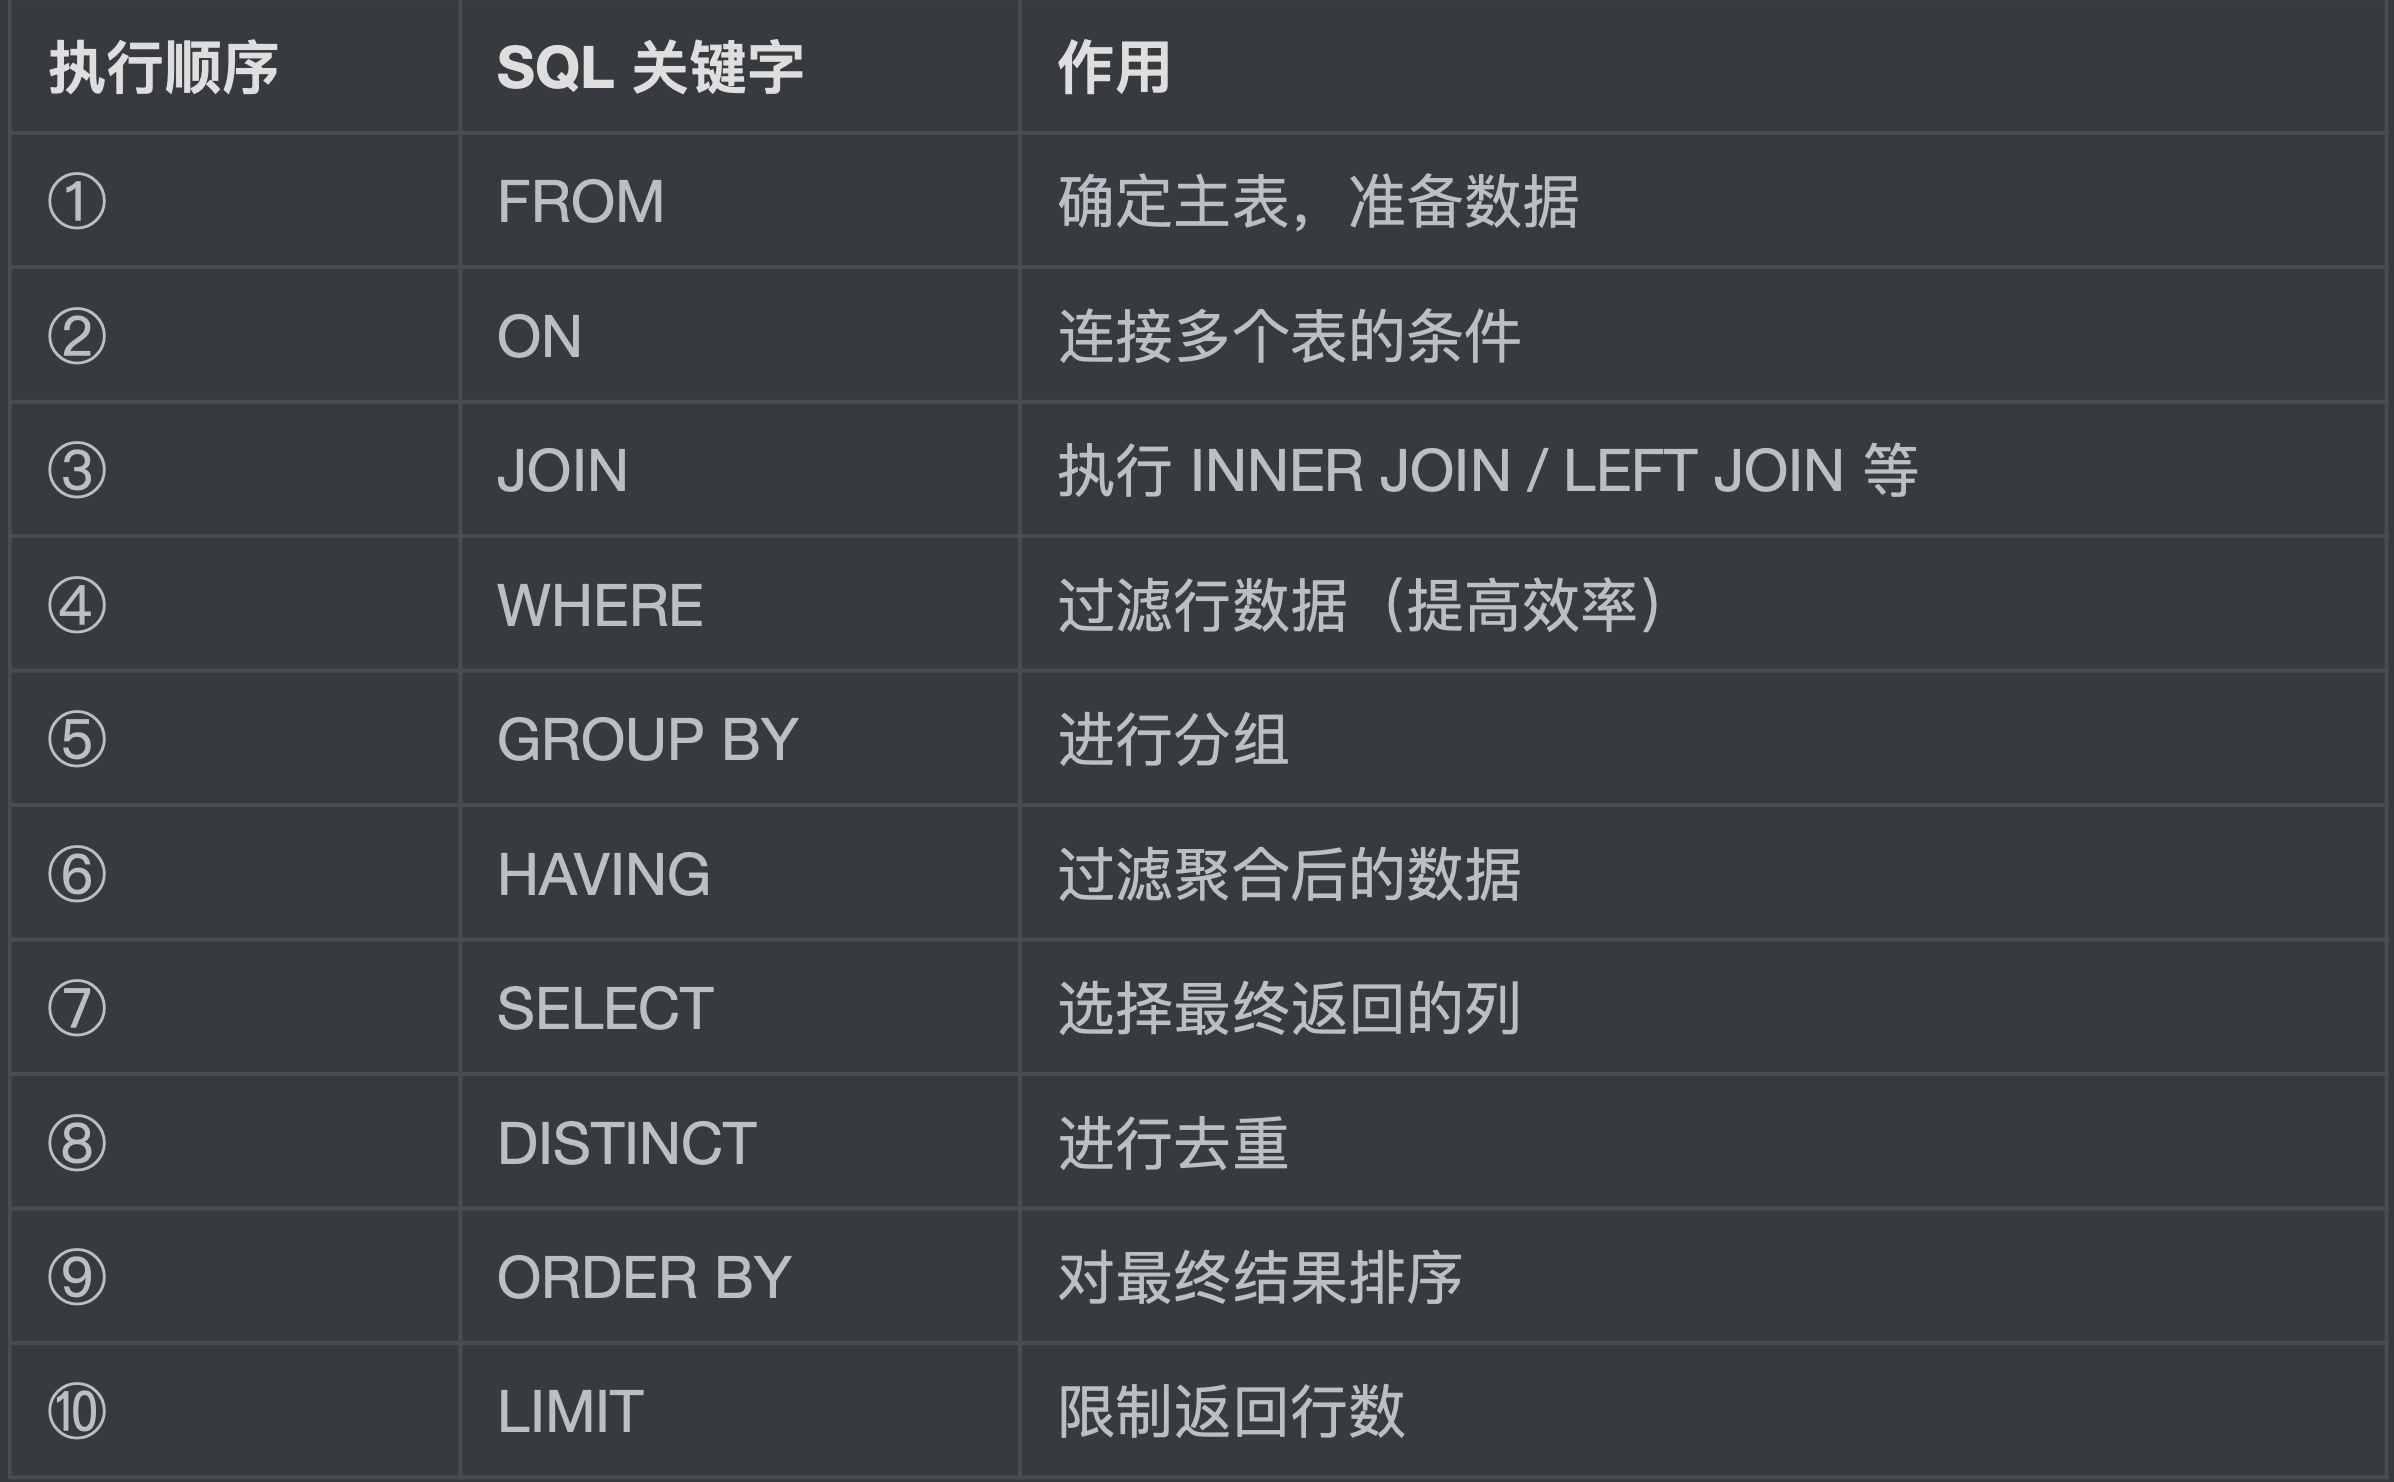 执行顺序 SQL 关键字 作用
① FROM 确定主表，准备数据
② ON 连接多个表的条件
③ JOIN 执行 INNER JOIN / LEFT JOIN 等
④ WHERE 过滤行数据（提高效率）
⑤ GROUP BY 进行分组
⑥ HAVING 过滤聚合后的数据
⑦ SELECT 选择最终返回的列
⑧ DISTINCT 进行去重
⑨ ORDER BY 对最终结果排序
⑩ LIMIT 限制返回行数